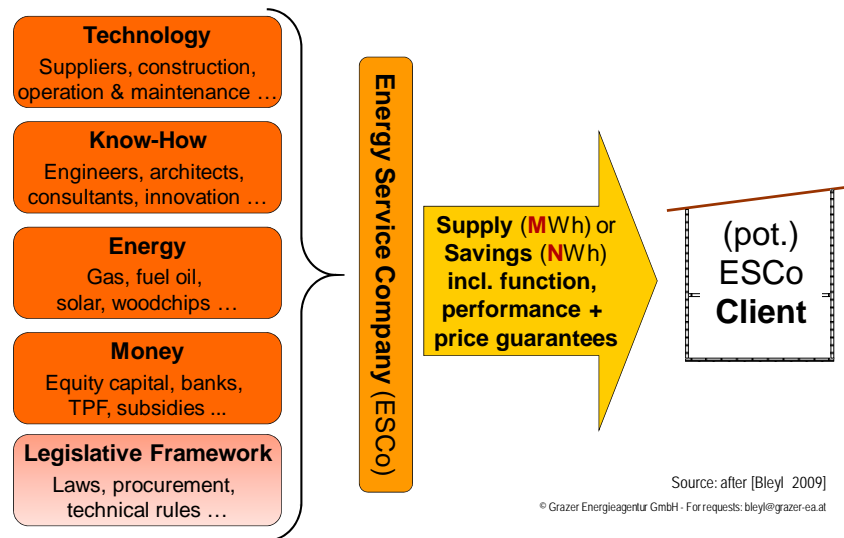 Technology
Suppliers, construction,
operation & maintenance …
Know-How
Engineers, architects,
consultants, innovation …
Energy
Gas, fuel oil,
solar, woodchips …
Money
Equity capital, banks,
TPF, subsidies ...
Legislative Framework
Laws, procurement,
technical rules …
Energy Service Company (ESCo)
Supply (MWh) or
Savings (NWh)
incl. function,
performance +
price guarantees
(pot.)
ESCo
Client
Source: after [Bleyl 2009]
© Grazer Energieagentur GmbH - For requests: bleyl@grazer-ea.at